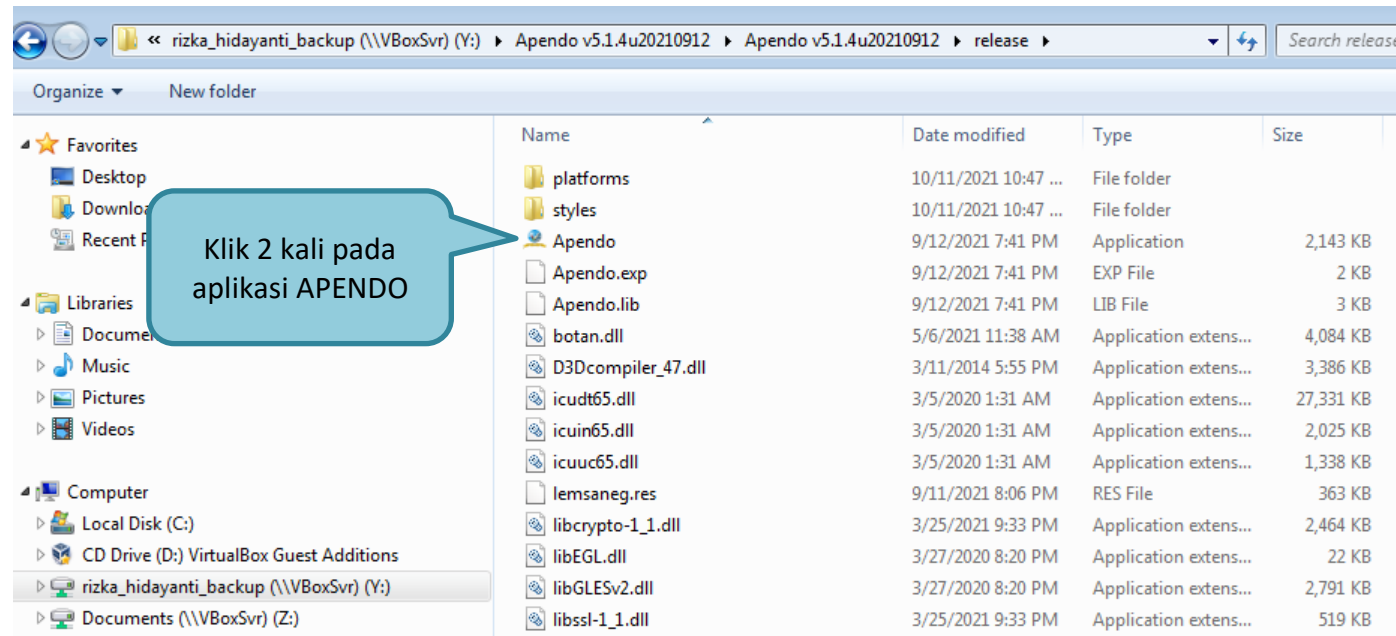 « rizka_hidayanti_backup (\\VBoxSvr) (Y:) Apendo v5.1.4u20210912 Apendo v5.1.4u20210912 release
Search release
Organize New folder
Favorites
Desktop
Recent
Libraries
Music
Pictures
Videos
Computer
Local Disk (C:)
CD Drive (D:) VirtualBox Guest Additions
rizka_hidayanti_backup (\\VBoxSvr) (Y:)
Documents (\\VBoxSvr) (Z:)
Klik 2 kali pada
aplikasi APENDO
Name Date modified Type Size
platforms 10/11/2021 10:47 ... File folder
styles 10/11/2021 10:47 ... File folder
Apendo 9/12/2021 7:41 PM Application 2,143 KB
Apendo.exp 9/12/2021 7:41 PM EXP File 2 KB
Apendo.lib 9/12/2021 7:41 PM LIB File 3 KB
botan.dll 5/6/2021 11:38 AM Application extens... 4,084 KB
D3Dcompiler_47.dll 3/11/2014 5:55 PM Application extens... 3,386 KB
icudt65.dll 3/5/2020 1:31 AM Application extens... 27,331 KB
icuin65.dll 3/5/2020 1:31 AM Application extens... 2,025 KB
icuuc65.dll 3/5/2020 1:31 AM Application extens... 1,338 KB
lemsaneg.res 9/11/2021 8:06 PM RES File 363 KB
libcrypto-1_1.dll 3/25/2021 9:33 PM Application extens... 2,464 KB
libEGL.dll 3/27/2020 8:20 PM Application extens... 22 KB
libGLESv2.dll 3/27/2020 8:20 PM Application extens... 2,791 KB
libssl-1_1.dll 3/25/2021 9:33 PM Application extens... 519 KB